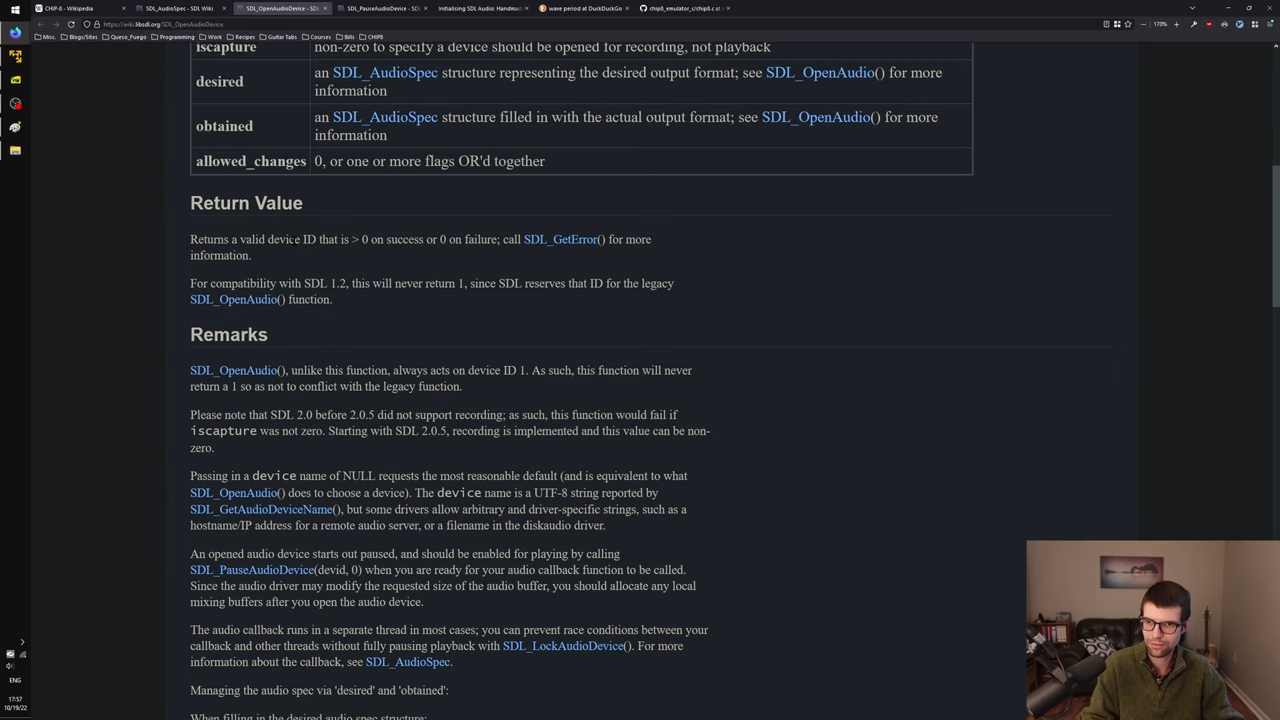 CHIP-8 - Wikipedia
SDL_AudioSpec - SDL Wiki
SDL_OpenAudioDevice - SDL
SDL_PauseAudioDevice - SDL
Initialising SDL Audio: Handmad
wave period at DuckDuckGo
chip8_emulator_c/chip8.c at
https://wiki.libsdl.org/SDL_OpenAudioDevice
170%
Misc.
Blogs/Sites
Queso_Fuego
Programming
Work
Recipes
Guitar Tabs
Courses
Bills
CHIP8
iscapture
non-zero to specify a device should be opened for recording, not playback
desired
an SDL_AudioSpec structure representing the desired output format; see SDL_OpenAudio() for more
information
obtained
an SDL_AudioSpec structure filled in with the actual output format; see SDL_OpenAudio() for more
information
allowed_changes
0, or one or more flags OR'd together
Return Value
Returns a valid device ID that is > 0 on success or 0 on failure; call SDL_GetError() for more
information.
For compatibility with SDL 1.2, this will never return 1, since SDL reserves that ID for the legacy
SDL_OpenAudio() function.
Remarks
SDL_OpenAudio(), unlike this function, always acts on device ID 1. As such, this function will never
return a 1 so as not to conflict with the legacy function.
Please note that SDL 2.0 before 2.0.5 did not support recording; as such, this function would fail if
iscapture was not zero. Starting with SDL 2.0.5, recording is implemented and this value can be non-
zero.
Passing in a device name of NULL requests the most reasonable default (and is equivalent to what
SDL_OpenAudio() does to choose a device). The device name is a UTF-8 string reported by
SDL_GetAudioDeviceName(), but some drivers allow arbitrary and driver-specific strings, such as a
hostname/IP address for a remote audio server, or a filename in the diskaudio driver.
An opened audio device starts out paused, and should be enabled for playing by calling
SDL_PauseAudioDevice(devid, 0) when you are ready for your audio callback function to be called.
Since the audio driver may modify the requested size of the audio buffer, you should allocate any local
mixing buffers after you open the audio device.
The audio callback runs in a separate thread in most cases; you can prevent race conditions between your
callback and other threads without fully pausing playback with SDL_LockAudioDevice(). For more
information about the callback, see SDL_AudioSpec.
Managing the audio spec via 'desired' and 'obtained':
When filling in the desired audio spec structure:
ENG
17:57
10/19/22